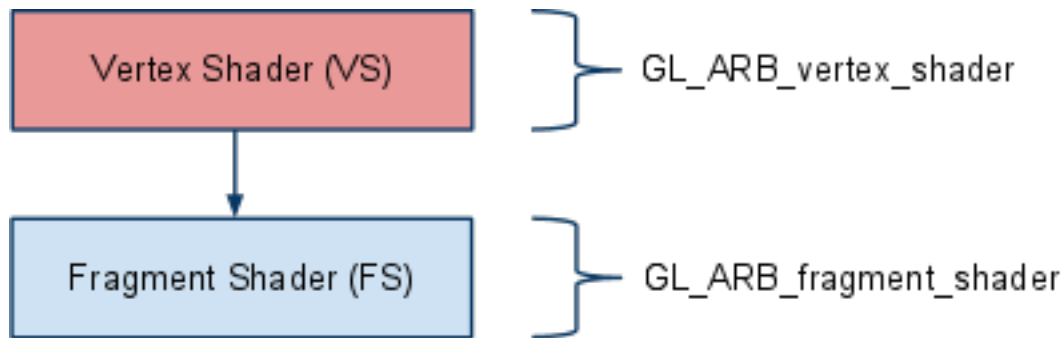 Vertex Shader (VS)
GL_ARB_vertex_shader
Fragment Shader (FS)
GL_ARB_fragment_shader